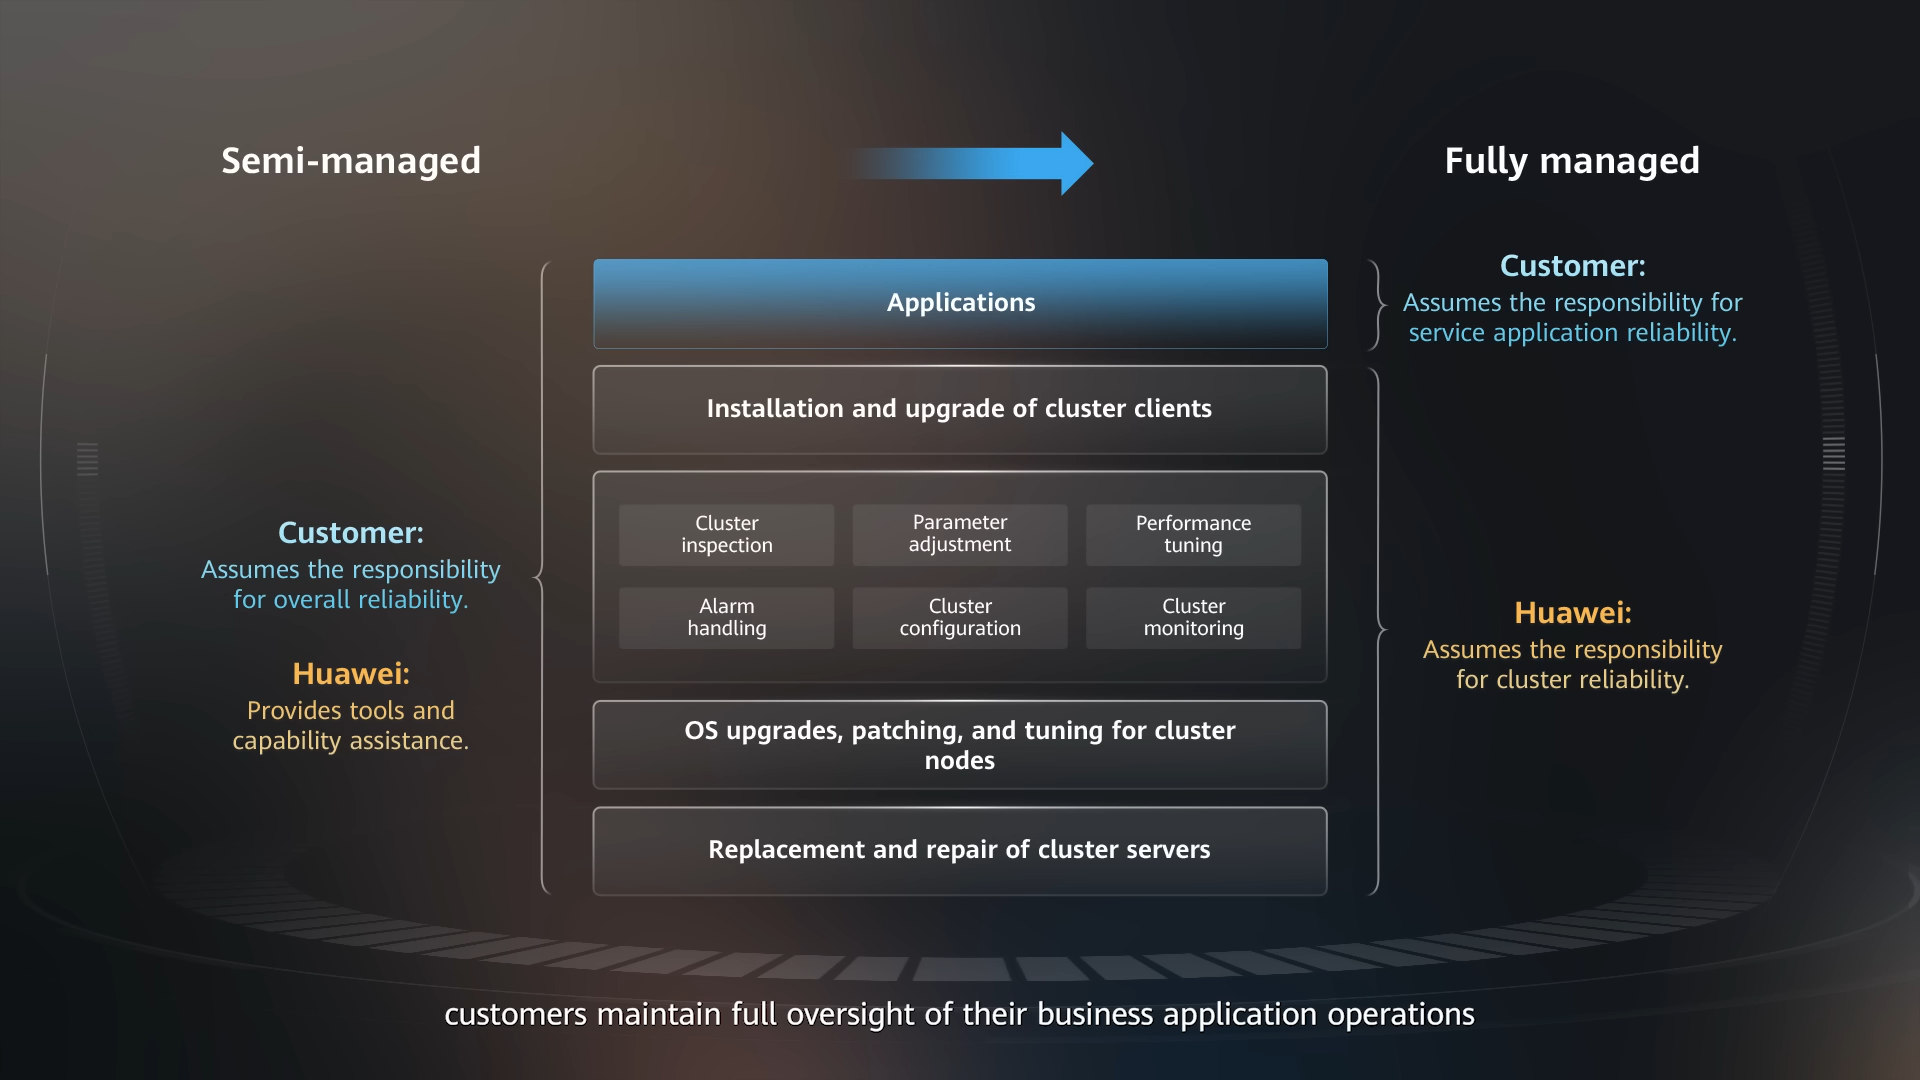 Semi-managed
Fully managed
Customer:
Assumes the responsibility
for overall reliability.
Huawei:
Provides tools and
capability assistance.
Applications
Installation and upgrade of cluster clients
Cluster
inspection
Parameter
adjustment
Performance
tuning
Alarm
handling
Cluster
configuration
Cluster
monitoring
OS upgrades, patching, and tuning for cluster
nodes
Replacement and repair of cluster servers
Customer:
Assumes the responsibility for
service application reliability.
Huawei:
Assumes the responsibility
for cluster reliability.
customers maintain full oversight of their business application operations